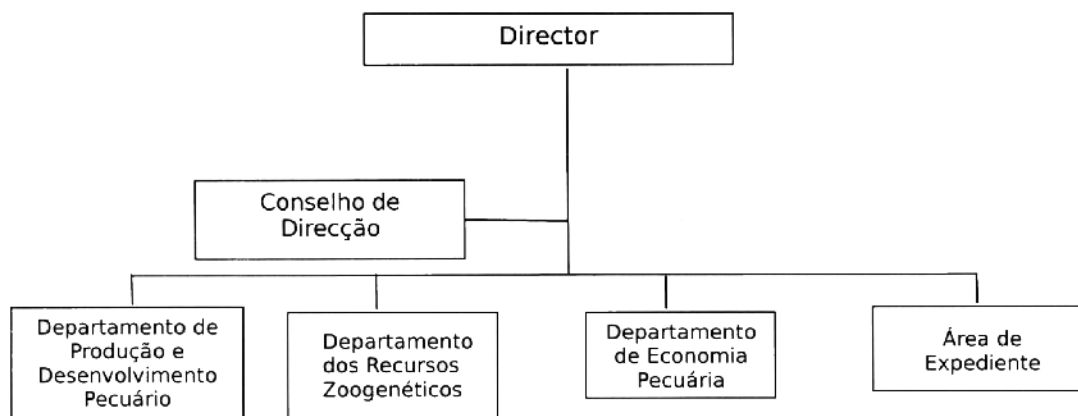 Director
Conselho de
Direcção
Departamento de
Produção e
Desenvolvimento
Pecuário
Departamento
dos Recursos
Zoogenéticos
Departamento
de Economia
Pecuária
Área de
Expediente